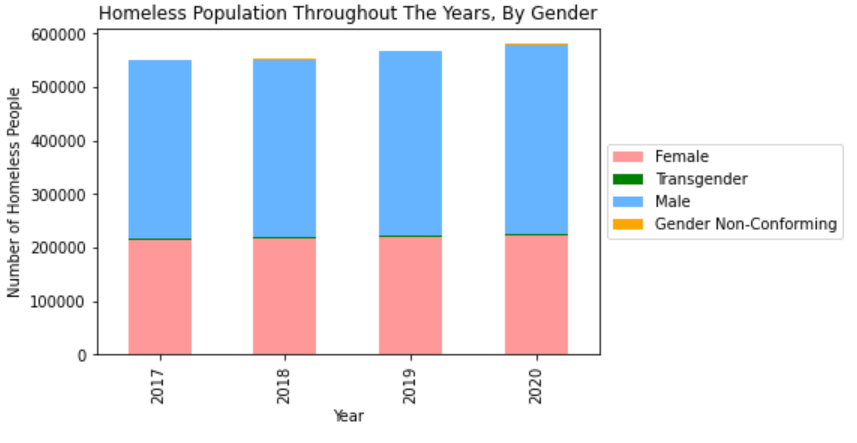 Homeless Population Throughout The Years, By Gender
600000
500000
400000
300000
200000
100000
0
Number of Homeless People
2017
2018
2019
2020
Year
Female
Transgender
Male
Gender Non-Conforming